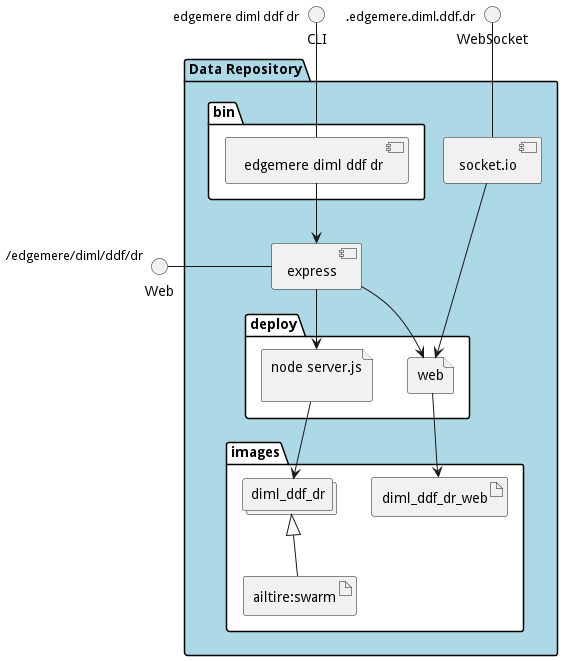 edgemere diml ddf dr
.edgemere.diml.ddf.dr
CLI
WebSocket
Data Repository
bin
edgemere diml ddf dr
socket.io
/edgemere/diml/ddf/dr
Web
express
deploy
node server.js
web
images
diml_ddf_dr
diml_ddf_dr_web
ailtire:swarm